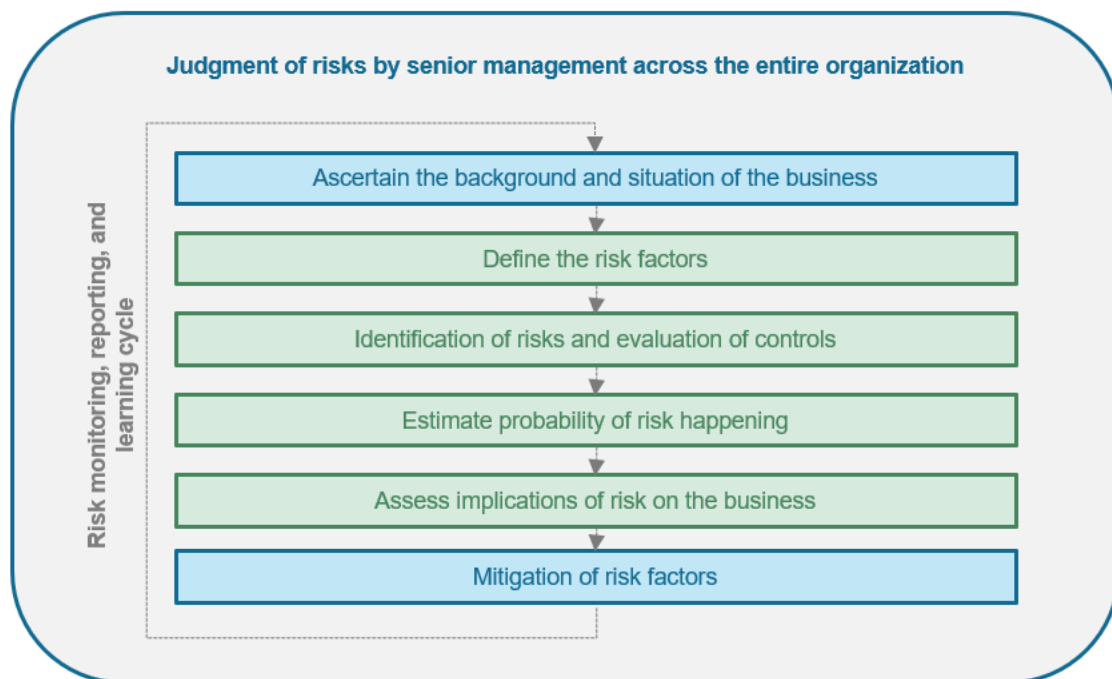 Judgment of risks by senior management across the entire organization
Risk monitoring, reporting, and
learning cycle
Ascertain the background and situation of the business
Define the risk factors
Identification of risks and evaluation of controls
Estimate probability of risk happening
Assess implications of risk on the business
Mitigation of risk factors